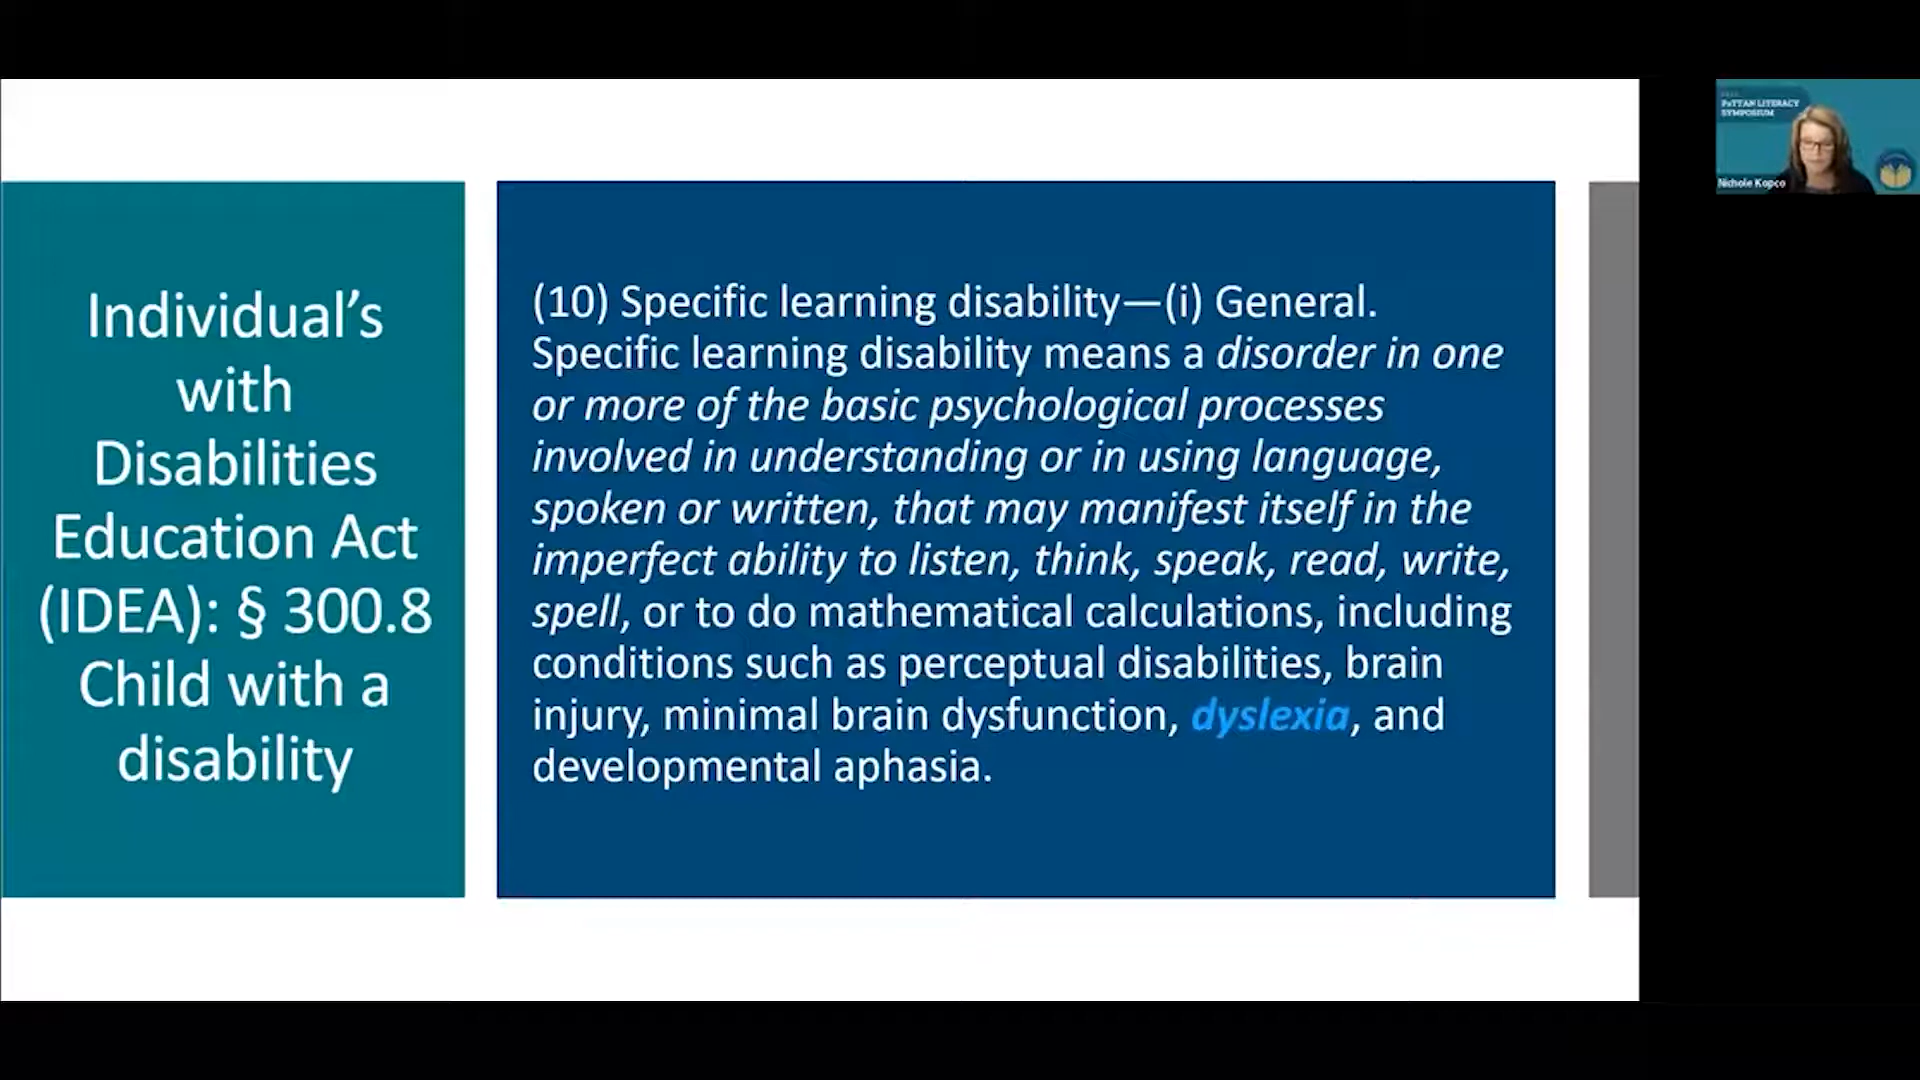 Individual’s
with
Disabilities
Education Act
(IDEA): § 300.8
Child with a
disability
(10) Specific learning disability—(i) General.
Specific learning disability means a disorder in one
or more of the basic psychological processes
involved in understanding or in using language,
spoken or written, that may manifest itself in the
imperfect ability to listen, think, speak, read, write,
spell, or to do mathematical calculations, including
conditions such as perceptual disabilities, brain
injury, minimal brain dysfunction, dyslexia, and
developmental aphasia.
PaTTAN LITERACY
SYMPOSIUM
Nichole Kopco